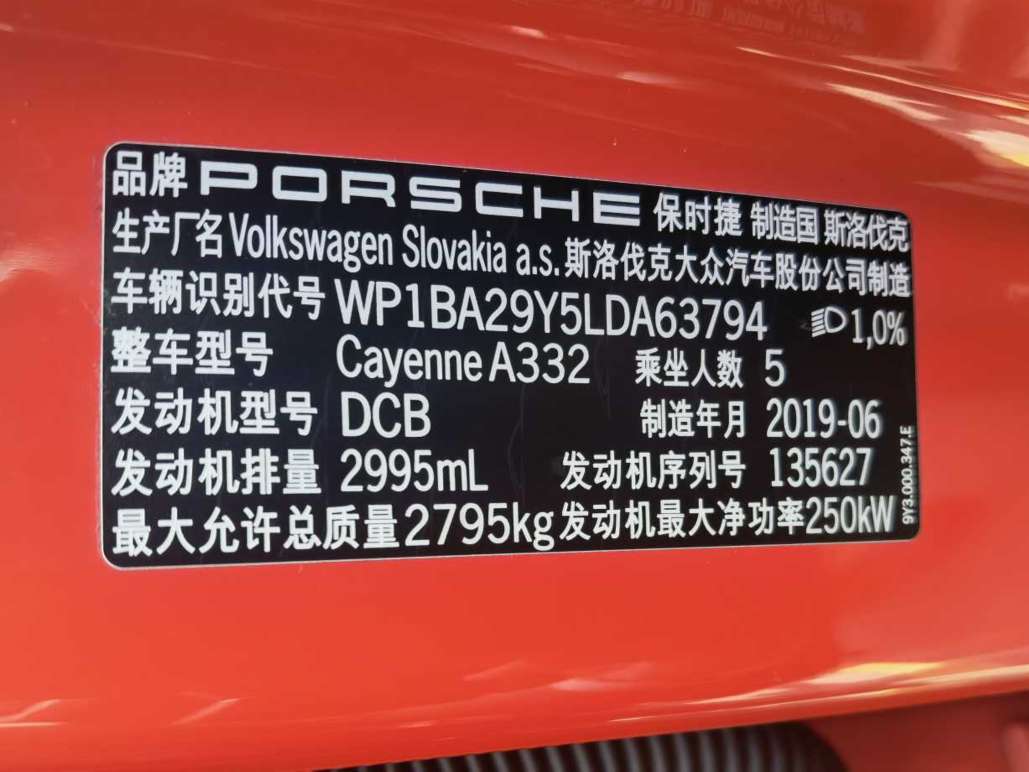 品牌 PORSCHE 保时捷 制造国 斯洛伐克
生产厂名 Volkswagen Slovakia a.s. 斯洛伐克大众汽车股份公司制造
车辆识别代号 WP1BA29Y5LDA63794 1,0%
整车型号 Cayenne A332 乘坐人数 5
发动机型号 DCB 制造年月 2019-06
发动机排量 2995mL 发动机序列号 135627
最大允许总质量 2795kg 发动机最大净功率 250kW
9Y3.000.347.E